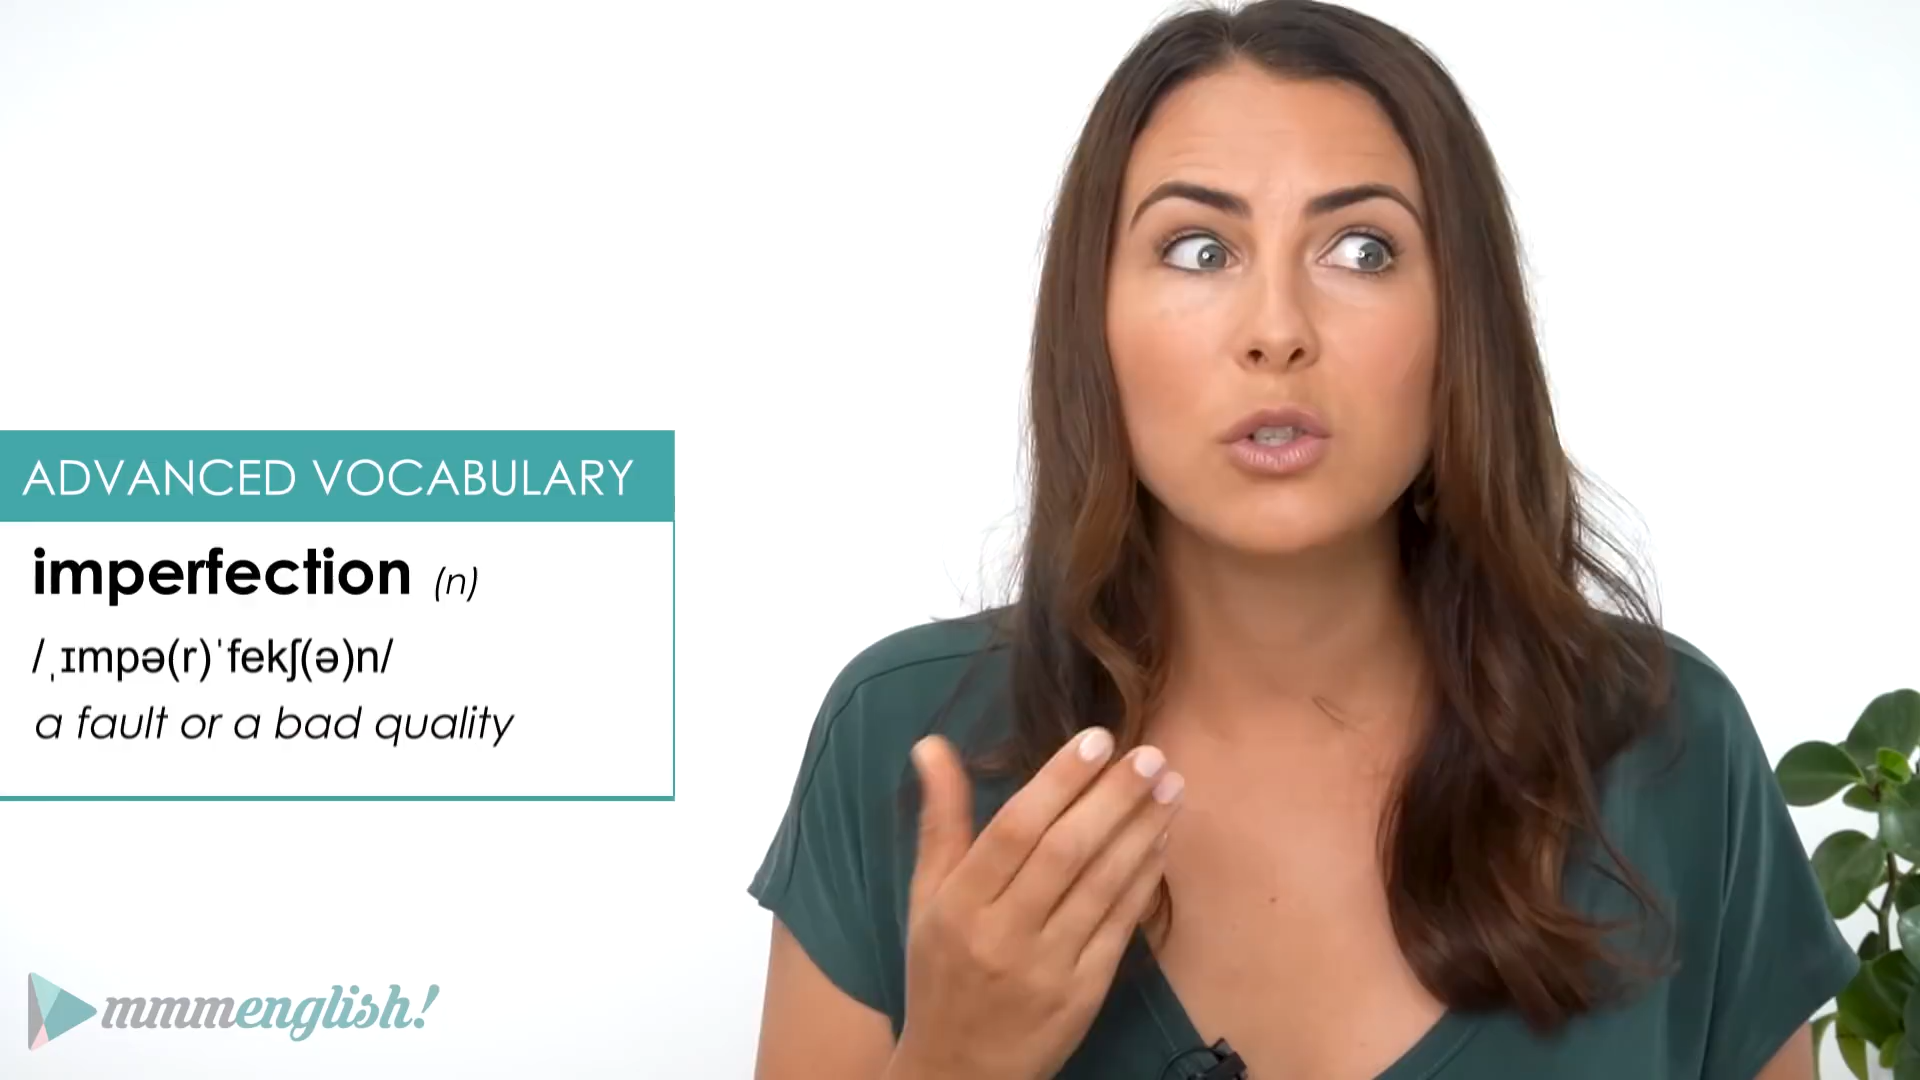 ADVANCED VOCABULARY
imperfection (n)
/ˌɪmpə(r)ˈfekʃ(ə)n/
a fault or a bad quality
mmmenglish!